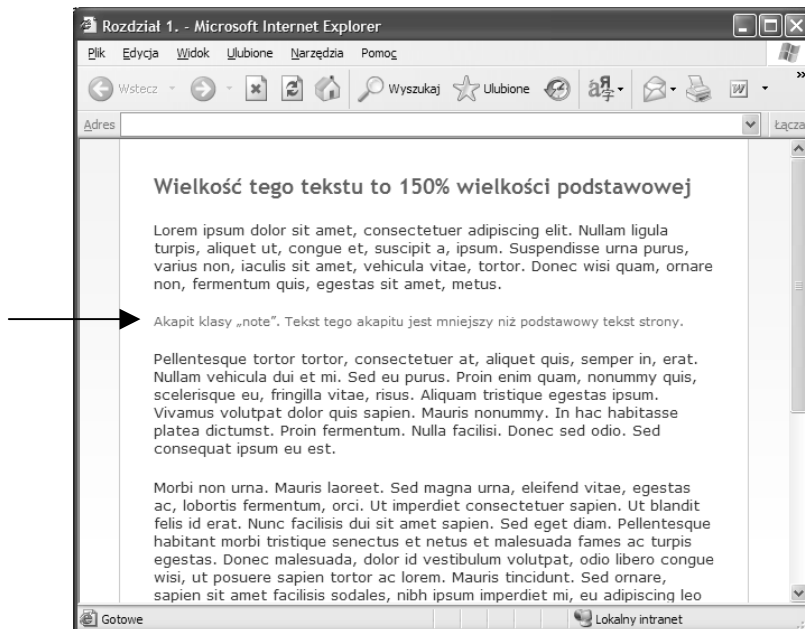 Rozdział 1. - Microsoft Internet Explorer
Plik Edycja Widok Ulubione Narzędzia Pomoc
Wstecz Wyszukaj Ulubione »
Adres Łącza
Wielkość tego tekstu to 150% wielkości podstawowej
Lorem ipsum dolor sit amet, consectetuer adipiscing elit. Nullam ligula
turpis, aliquet ut, congue et, suscipit a, ipsum. Suspendisse urna purus,
varius non, iaculis sit amet, vehicula vitae, tortor. Donec wisi quam, ornare
non, fermentum quis, egestas sit amet, metus.
Akapit klasy „note”. Tekst tego akapitu jest mniejszy niż podstawowy tekst strony.
Pellentesque tortor tortor, consectetuer at, aliquet quis, semper in, erat.
Nullam vehicula dui et mi. Sed eu purus. Proin enim quam, nonummy quis,
scelerisque eu, fringilla vitae, risus. Aliquam tristique egestas ipsum.
Vivamus volutpat dolor quis sapien. Mauris nonummy. In hac habitasse
platea dictumst. Proin fermentum. Nulla facilisi. Donec sed odio. Sed
consequat ipsum eu est.
Morbi non urna. Mauris laoreet. Sed magna urna, eleifend vitae, egestas
ac, lobortis fermentum, orci. Ut imperdiet consectetuer sapien. Ut blandit
felis id erat. Nunc facilisis dui sit amet sapien. Sed eget diam. Pellentesque
habitant morbi tristique senectus et netus et malesuada fames ac turpis
egestas. Donec malesuada, dolor id vestibulum volutpat, odio libero congue
wisi, ut posuere sapien tortor ac lorem. Mauris tincidunt. Sed ornare,
sapien sit amet facilisis sodales, nibh ipsum imperdiet mi, eu adipiscing leo
Gotowe Lokalny intranet